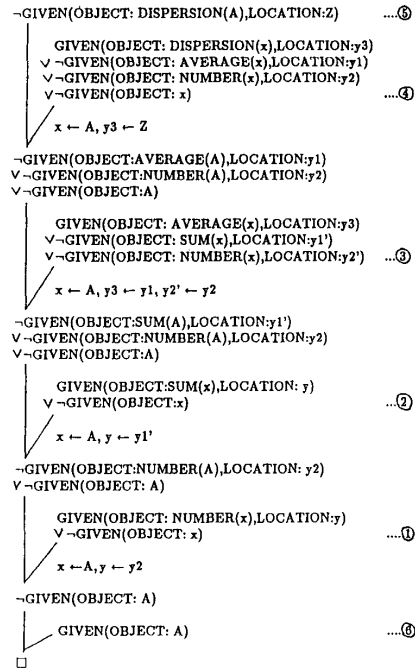 ¬GIVEN(OBJECT: DISPERSION(A),LOCATION:Z) ....⑤
GIVEN(OBJECT: DISPERSION(x),LOCATION:y3)
∨ ¬GIVEN(OBJECT: AVERAGE(x),LOCATION:y1)
∨ ¬GIVEN(OBJECT: NUMBER(x),LOCATION:y2)
∨ ¬GIVEN(OBJECT: x) ....④
x ← A, y3 ← Z
¬GIVEN(OBJECT:AVERAGE(A),LOCATION:y1)
∨ ¬GIVEN(OBJECT:NUMBER(A),LOCATION:y2)
∨ ¬GIVEN(OBJECT:A)
GIVEN(OBJECT: AVERAGE(x),LOCATION:y3)
∨ ¬GIVEN(OBJECT: SUM(x),LOCATION:y1')
∨ ¬GIVEN(OBJECT: NUMBER(x),LOCATION:y2') ...③
x ← A, y3 ← y1, y2' ← y2
¬GIVEN(OBJECT:SUM(A),LOCATION:y1')
∨ ¬GIVEN(OBJECT:NUMBER(A),LOCATION:y2)
∨ ¬GIVEN(OBJECT:A)
GIVEN(OBJECT:SUM(x),LOCATION: y)
∨ ¬GIVEN(OBJECT:x) ...②
x ← A, y ← y1'
¬GIVEN(OBJECT:NUMBER(A),LOCATION: y2)
∨ ¬GIVEN(OBJECT: A)
GIVEN(OBJECT: NUMBER(x),LOCATION:y)
∨ ¬GIVEN(OBJECT: x) ....①
x ← A, y ← y2
¬GIVEN(OBJECT: A)
GIVEN(OBJECT: A) ....⑥
□